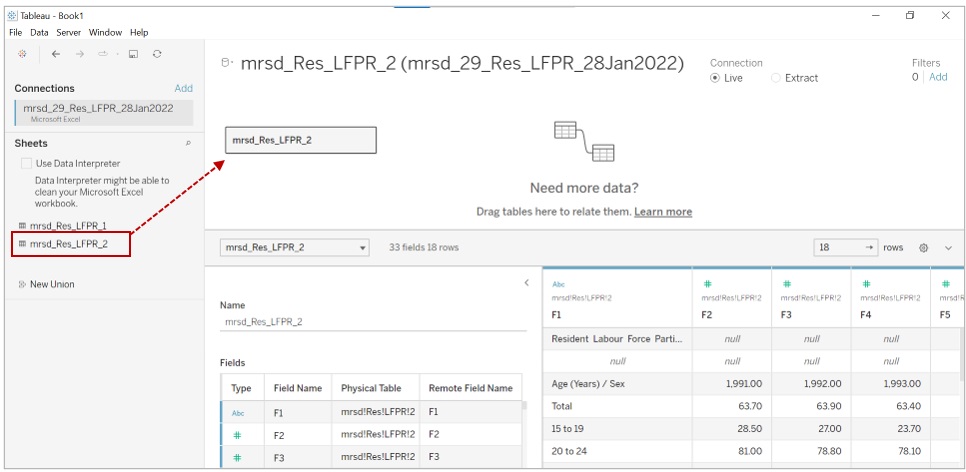 Tableau - Book1
File Data Server Window Help
Connections Add
mrsd_29_Res_LFPR_28Jan2022
Microsoft Excel
Sheets
Use Data Interpreter
Data Interpreter might be able to
clean your Microsoft Excel
workbook.
mrsd_Res_LFPR_1
mrsd_Res_LFPR_2
New Union
mrsd_Res_LFPR_2 (mrsd_29_Res_LFPR_28Jan2022)
Connection
Live Extract
Filters
0 Add
mrsd_Res_LFPR_2
Need more data?
Drag tables here to relate them. Learn more
mrsd_Res_LFPR_2 33 fields 18 rows 18 rows
Name
mrsd_Res_LFPR_2
Fields
Type Field Name Physical Table Remote Field Name
Abc F1 mrsd!Res!LFPR!2 F1
# F2 mrsd!Res!LFPR!2 F2
# F3 mrsd!Res!LFPR!2 F3
Abc # # # #
mrsd!Res!LFPR!2 mrsd!Res!LFPR!2 mrsd!Res!LFPR!2 mrsd!Res!LFPR!2 mrsd!Res!LF
F1 F2 F3 F4 F5
Resident Labour Force Parti... null null null
null null null null
Age (Years) / Sex 1,991.00 1,992.00 1,993.00
Total 63.70 63.90 63.40
15 to 19 28.50 27.00 23.70
20 to 24 81.00 78.80 78.10